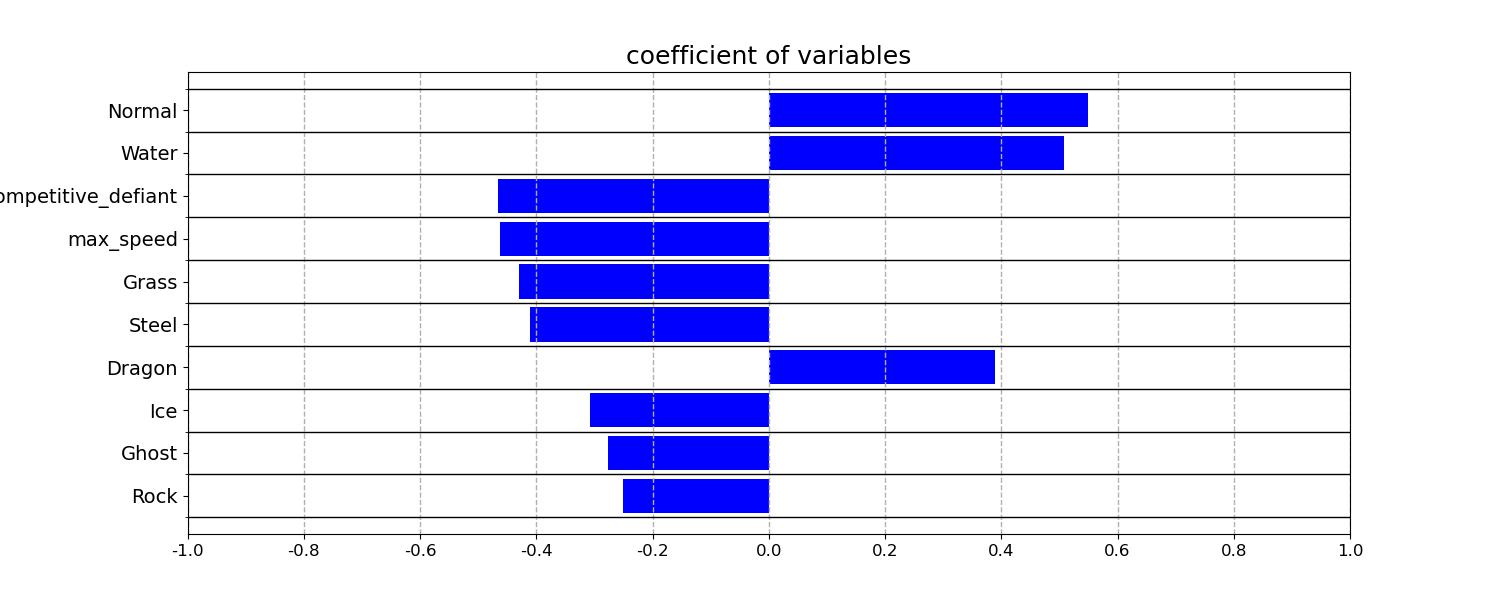 coefficient of variables
Normal
Water
ompetitive_defiant
max_speed
Grass
Steel
Dragon
Ice
Ghost
Rock
-1.0 -0.8 -0.6 -0.4 -0.2 0.0 0.2 0.4 0.6 0.8 1.0